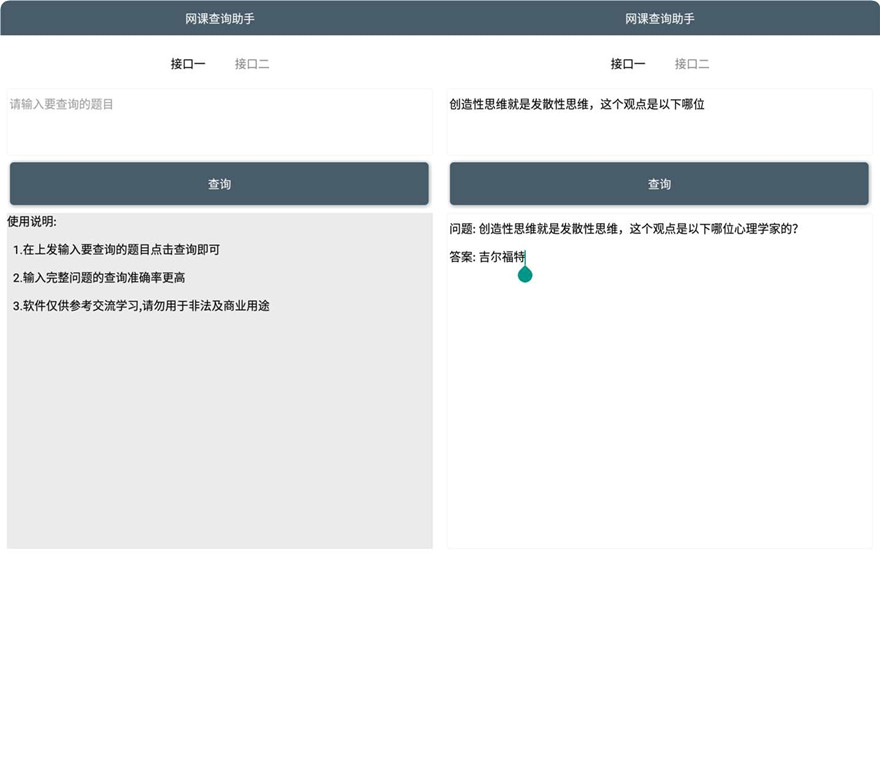 网课查询助手
接口一 接口二
请输入要查询的题目
查询
使用说明:
1.在上发输入要查询的题目点击查询即可
2.输入完整问题的查询准确率更高
3.软件仅供参考交流学习,请勿用于非法及商业用途
网课查询助手
接口一 接口二
创造性思维就是发散性思维，这个观点是以下哪位
查询
问题: 创造性思维就是发散性思维，这个观点是以下哪位心理学家的?
答案: 吉尔福特